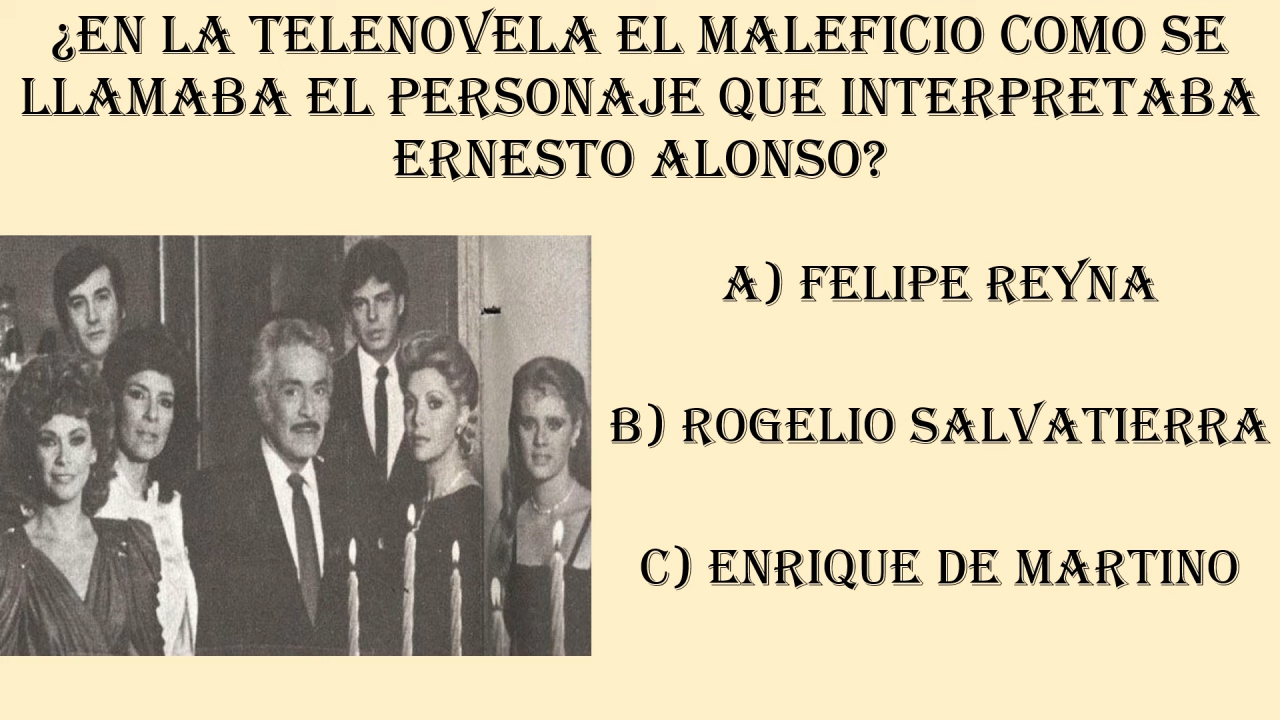 ¿EN LA TELENOVELA EL MALEFICIO COMO SE
LLAMABA EL PERSONAJE QUE INTERPRETABA
ERNESTO ALONSO?
A) FELIPE REYNA
B) ROGELIO SALVATIERRA
C) ENRIQUE DE MARTINO